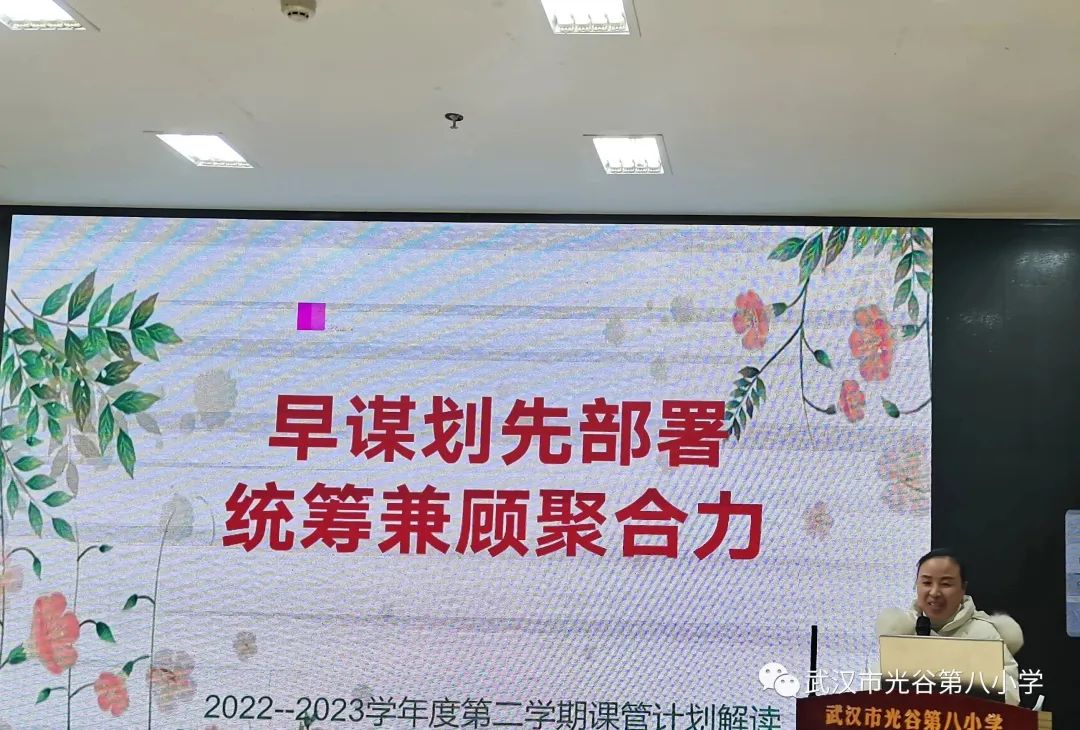 早谋划先部署
统筹兼顾聚合力
2022--2023学年度第二学期课管计划解读
武汉市光谷第八小学
武汉市光谷第八小学